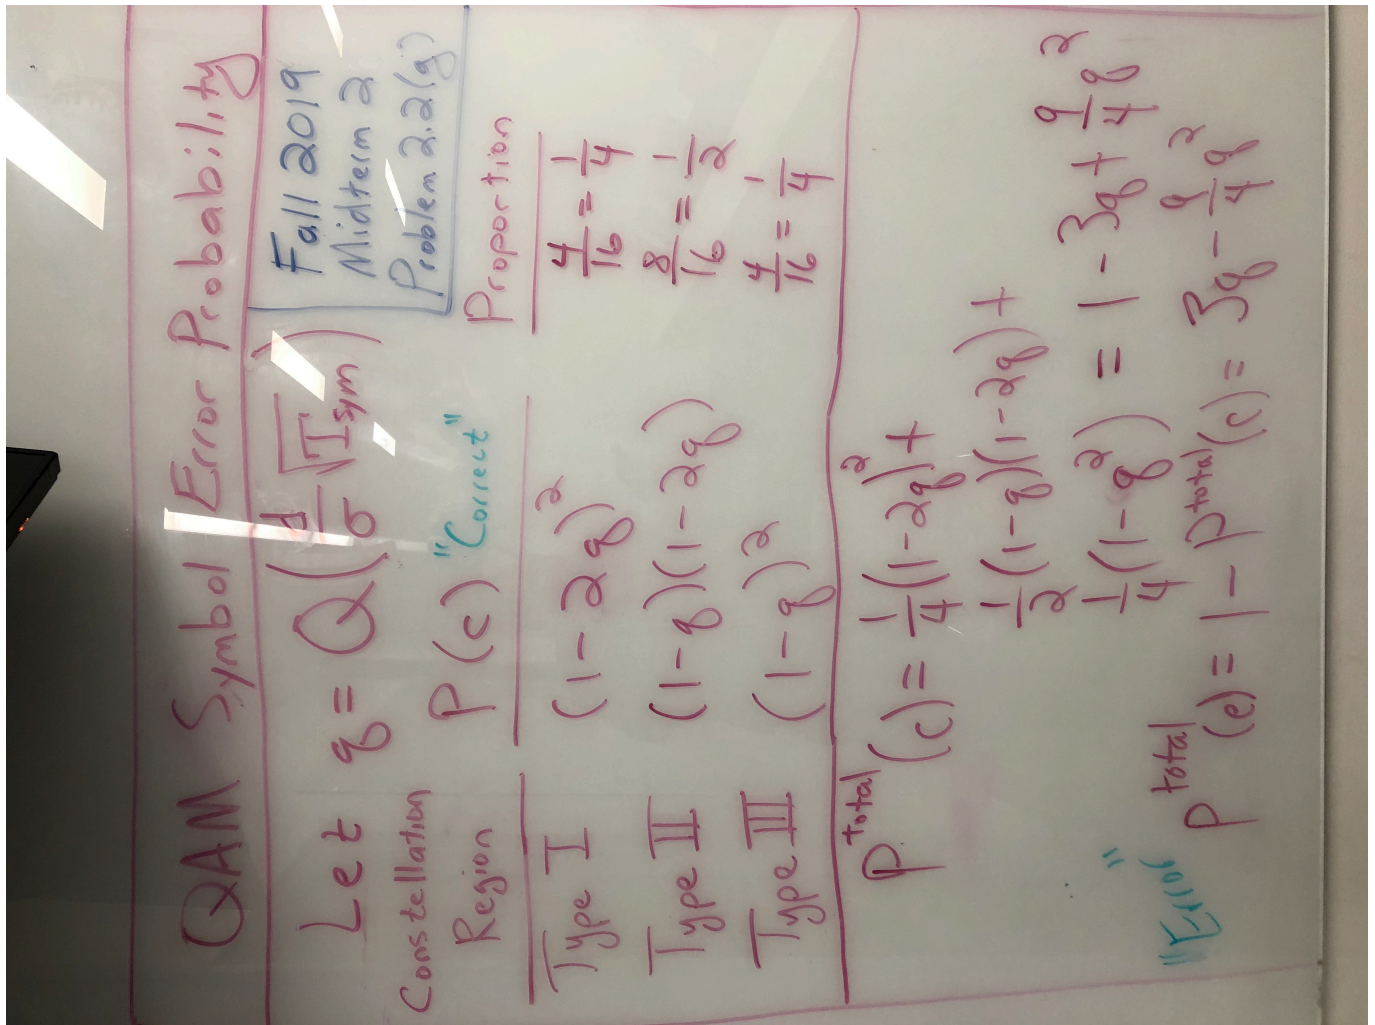 QAM Symbol Error Probability
Fall 2019
Midterm 2
Problem 2.2(g)
Let q = Q(d/σ √T_sym)
Constellation Region P(c) "Correct" Proportion
Type I (1-2q)² 4/16 = 1/4
Type II (1-q)(1-2q) 8/16 = 1/2
Type III (1-q)² 4/16 = 1/4
P^total(c) = 1/4(1-2q)² +
1/2(1-q)(1-2q) +
1/4(1-q²) = 1 - 3q + 9/4 q²
"Error" P^total(e) = 1 - P^total(c) = 3q - 9/4 q²